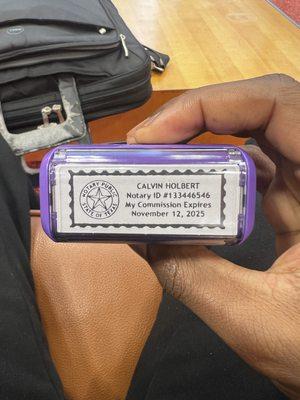 NOTARY PUBLIC
STATE OF TEXAS
CALVIN HOLBERT
Notary ID #133446546
My Commission Expires
November 12, 2025